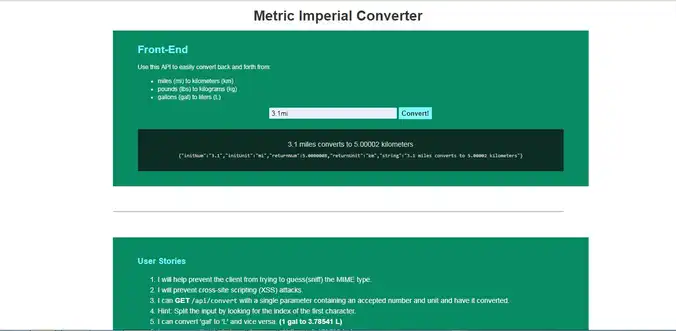 Metric Imperial Converter
Front-End
Use this API to easily convert back and forth from:
miles (mi) to kilometers (km)
pounds (lbs) to kilograms (kg)
gallons (gal) to liters (L)
3.1mi Convert!
3.1 miles converts to 5.00002 kilometers
{"initNum":"3.1","initUnit":"mi","returnNum":5.0000008,"returnUnit":"km","string":"3.1 miles converts to 5.00002 kilometers"}
User Stories
1. I will help prevent the client from trying to guess(sniff) the MIME type.
2. I will prevent cross-site scripting (XSS) attacks.
3. I can GET /api/convert with a single parameter containing an accepted number and unit and have it converted.
4. Hint: Split the input by looking for the index of the first character.
5. I can convert 'gal' to 'L' and vice versa. (1 gal to 3.78541 L)